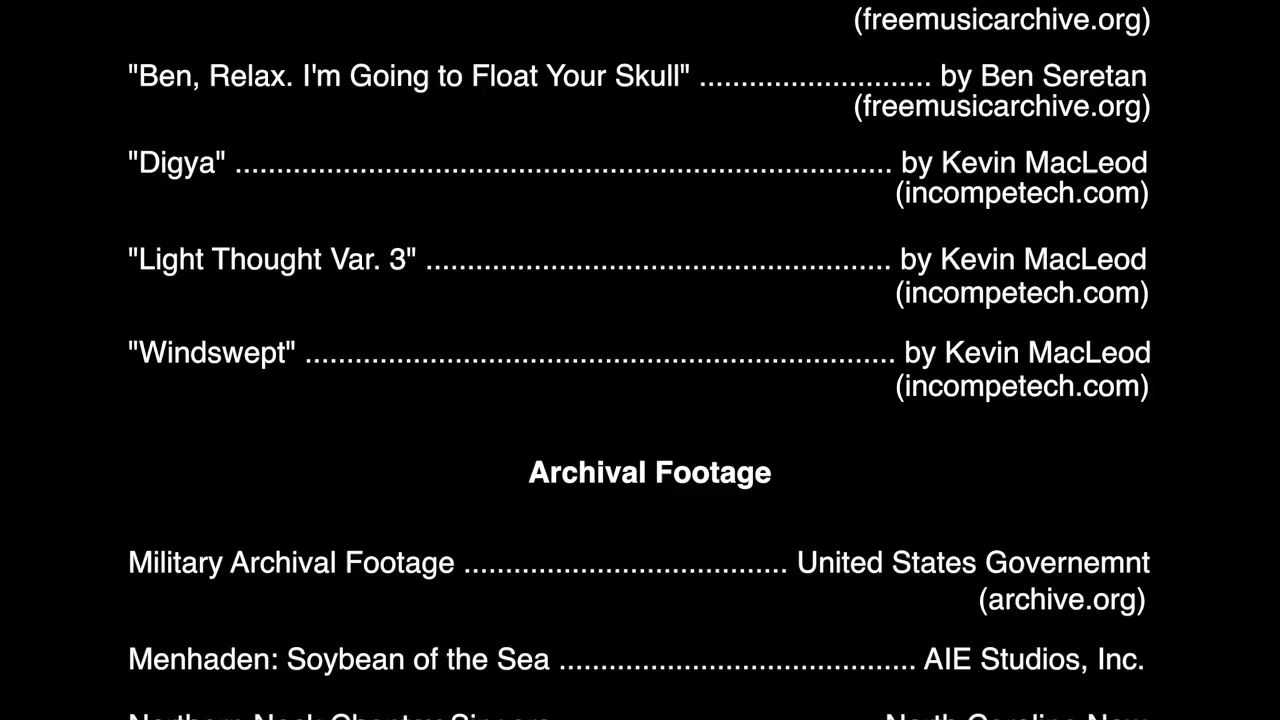 (freemusicarchive.org)
"Ben, Relax. I'm Going to Float Your Skull" ............................ by Ben Seretan
(freemusicarchive.org)
"Digya" ................................................................................ by Kevin MacLeod
(incompetech.com)
"Light Thought Var. 3" ........................................................ by Kevin MacLeod
(incompetech.com)
"Windswept" ....................................................................... by Kevin MacLeod
(incompetech.com)
Archival Footage
Military Archival Footage ....................................... United States Governemnt
(archive.org)
Menhaden: Soybean of the Sea ........................................... AIE Studios, Inc.